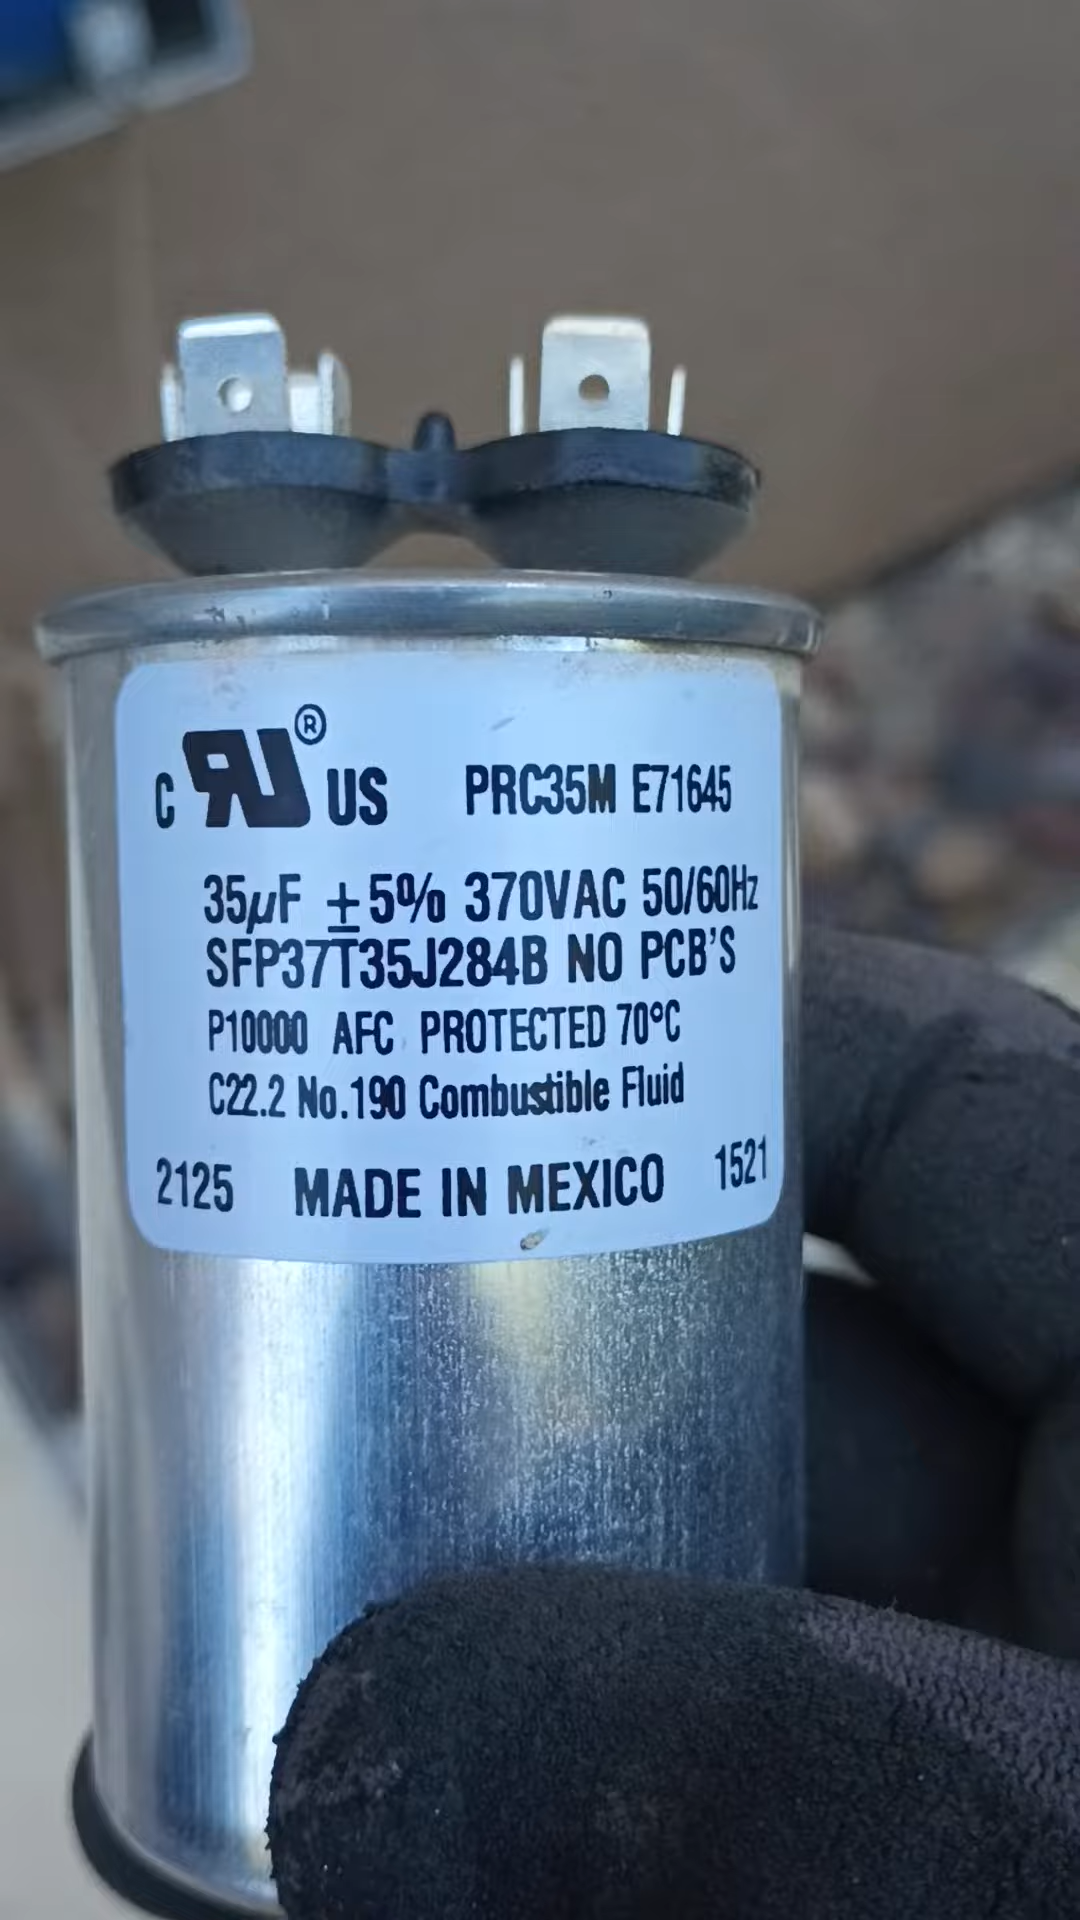 c RU® US PRC35M E71645
35µF ±5% 370VAC 50/60Hz
SFP37T35J284B NO PCB'S
P10000 AFC PROTECTED 70°C
C22.2 No.190 Combustible Fluid
2125 MADE IN MEXICO 1521